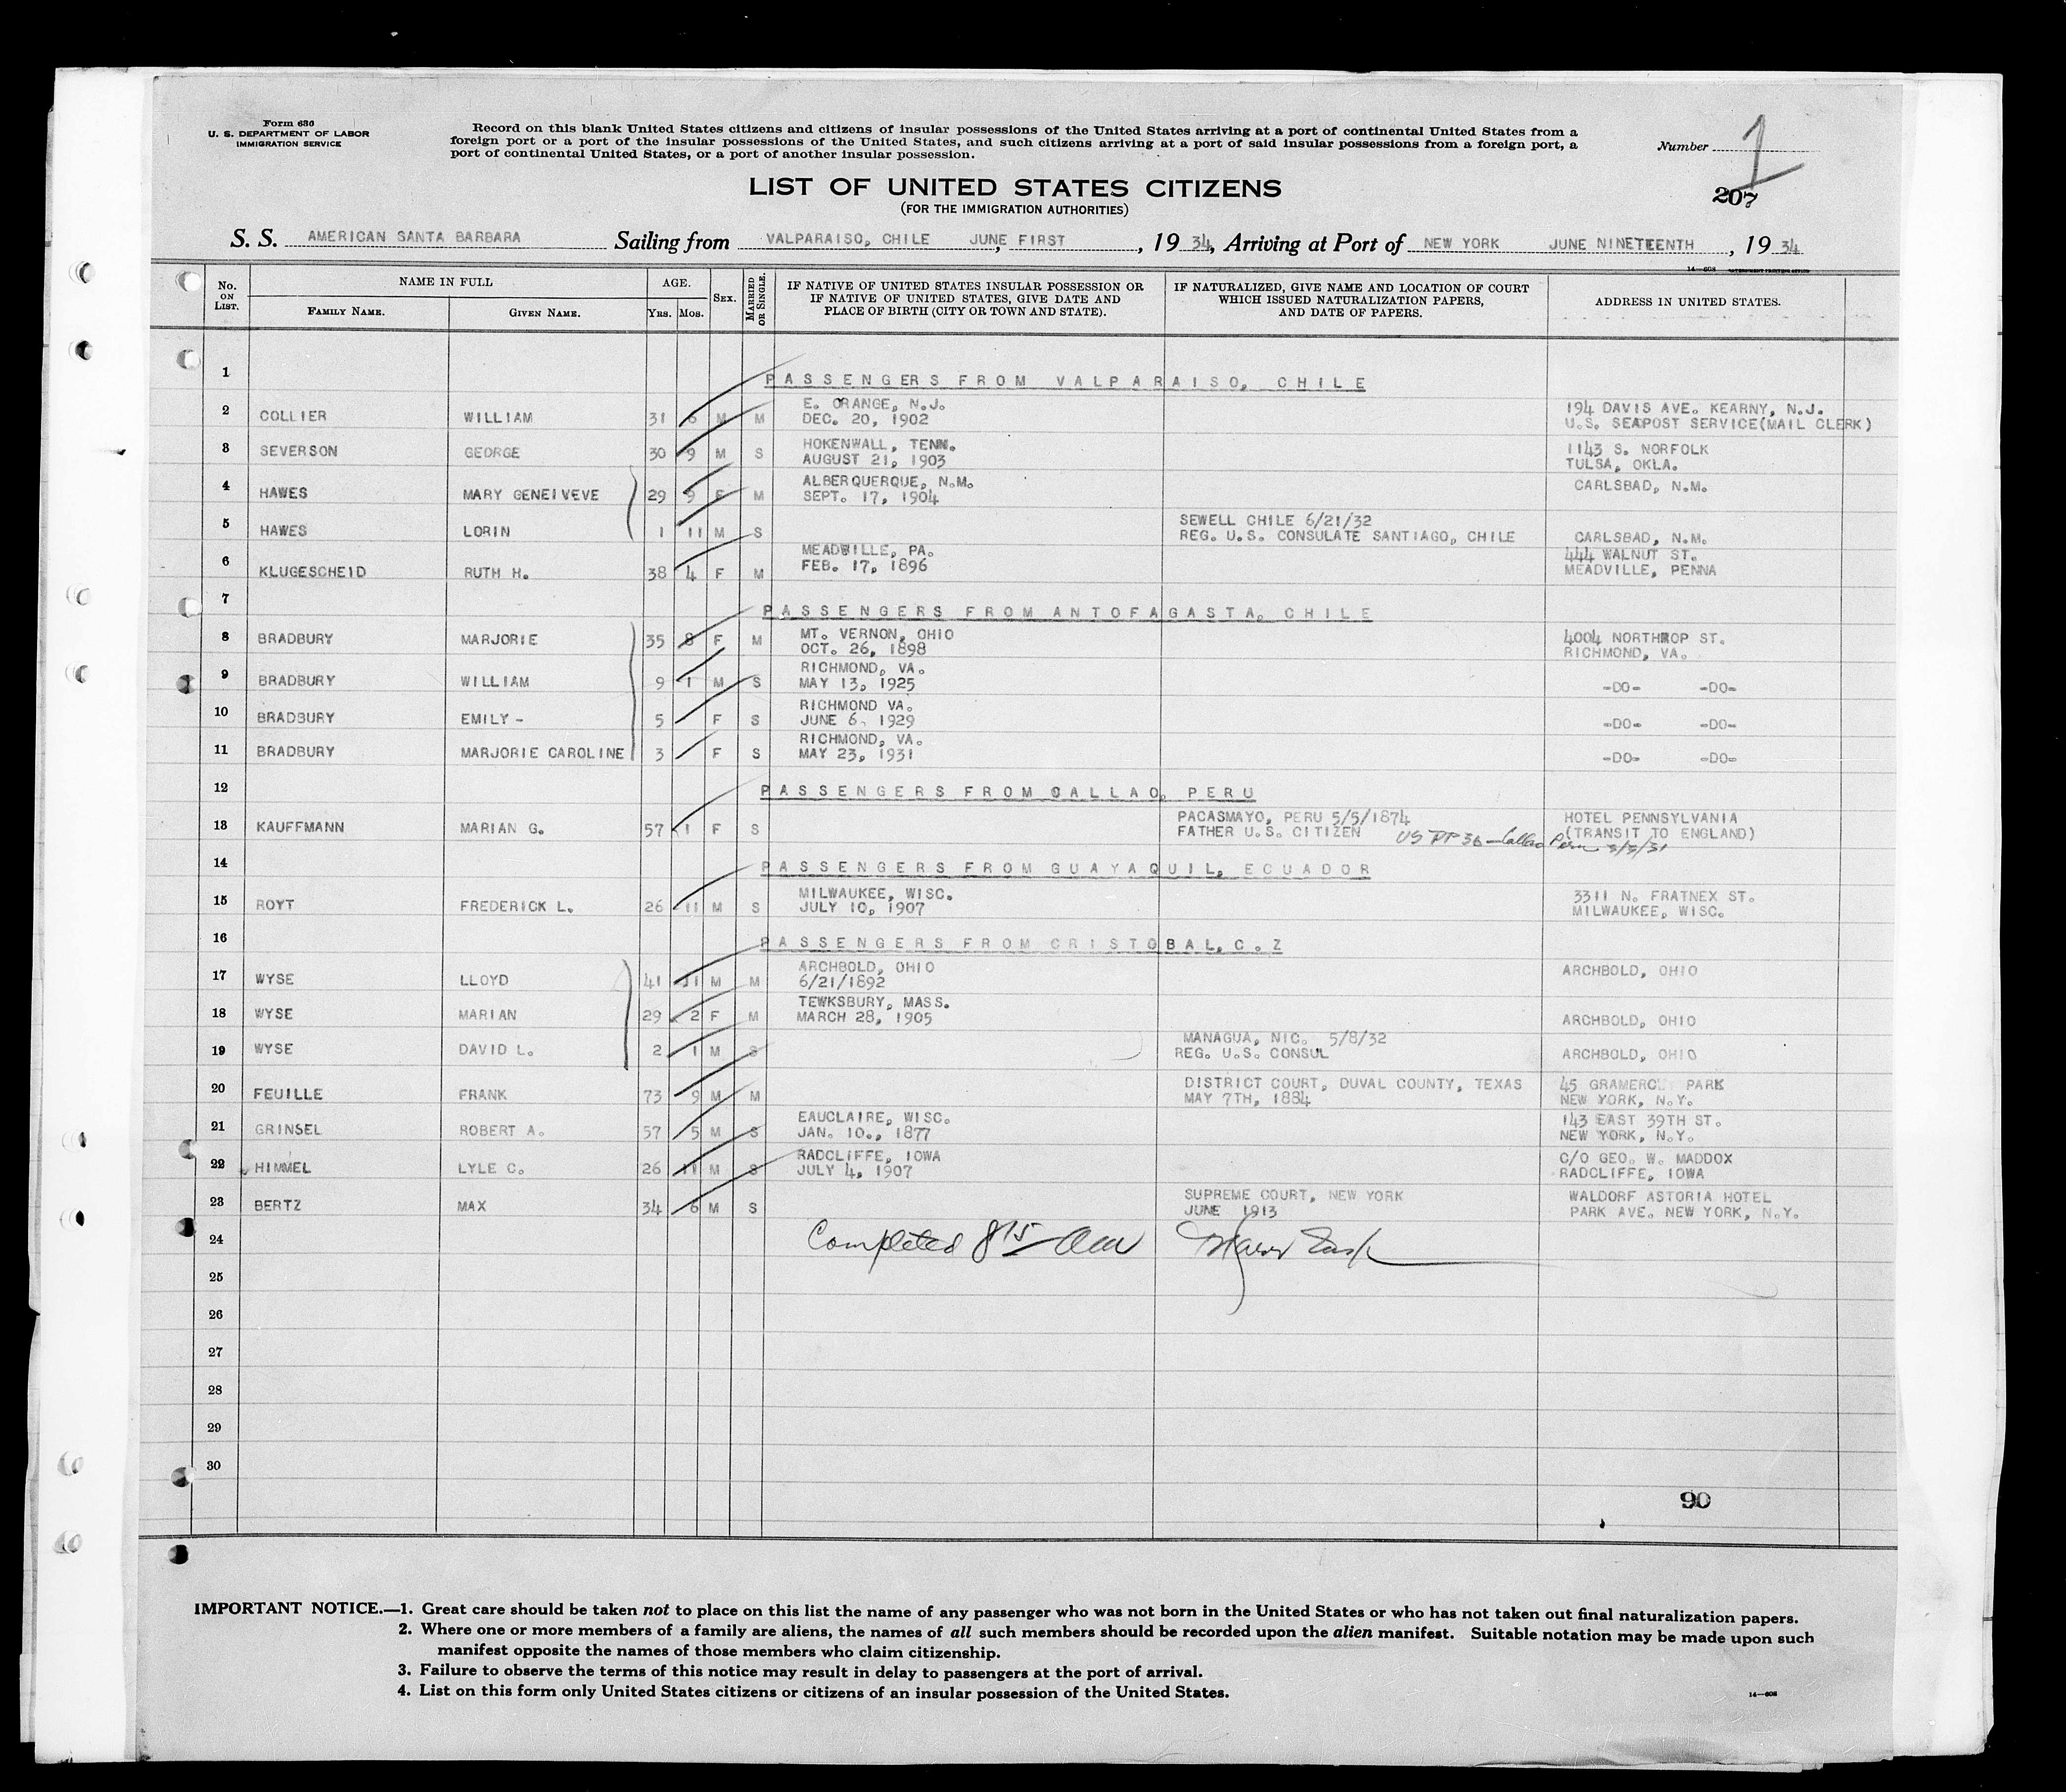 Form 630
U. S. DEPARTMENT OF LABOR
IMMIGRATION SERVICE
Record on this blank United States citizens and citizens of insular possessions of the United States arriving at a port of continental United States from a
foreign port or a port of the insular possessions of the United States, and such citizens arriving at a port of said insular possessions from a foreign port, a
port of continental United States, or a port of another insular possession.
Number 1
207
LIST OF UNITED STATES CITIZENS
(FOR THE IMMIGRATION AUTHORITIES)
S. S. AMERICAN SANTA BARBARA Sailing from VALPARAISO, CHILE JUNE FIRST, 19 34, Arriving at Port of NEW YORK JUNE NINETEENTH, 19 34
14—608 GOVERNMENT PRINTING OFFICE
No. ON LIST. NAME IN FULL FAMILY NAME. GIVEN NAME. AGE. YRS. MOS. SEX. MARRIED OR SINGLE. IF NATIVE OF UNITED STATES INSULAR POSSESSION OR IF NATIVE OF UNITED STATES, GIVE DATE AND PLACE OF BIRTH (CITY OR TOWN AND STATE). IF NATURALIZED, GIVE NAME AND LOCATION OF COURT WHICH ISSUED NATURALIZATION PAPERS, AND DATE OF PAPERS. ADDRESS IN UNITED STATES.
1 PASSENGERS FROM VALPARAISO, CHILE
2 COLLIER WILLIAM 31 6 M M E. ORANGE, N.J. DEC. 20, 1902 194 DAVIS AVE. KEARNY, N.J. U.S. SEAPOST SERVICE(MAIL CLERK)
3 SEVERSON GEORGE 30 9 M S HOKENWALL, TENN. AUGUST 21, 1903 1143 S. NORFOLK TULSA, OKLA.
4 HAWES MARY GENEIVEVE 29 9 F M ALBERQUERQUE, N.M. SEPT. 17, 1904 CARLSBAD, N.M.
5 HAWES LORIN 1 11 M S SEWELL CHILE 6/21/32 REG. U.S. CONSULATE SANTIAGO, CHILE CARLSBAD, N.M.
6 KLUGESCHEID RUTH H. 38 4 F M MEADVILLE, PA. FEB. 17, 1896 444 WALNUT ST. MEADVILLE, PENNA
7 PASSENGERS FROM ANTOFAGASTA, CHILE
8 BRADBURY MARJORIE 35 8 F M MT. VERNON, OHIO OCT. 26, 1898 4004 NORTHROP ST. RICHMOND, VA.
9 BRADBURY WILLIAM 9 1 M S RICHMOND, VA. MAY 13, 1925 -DO- -DO-
10 BRADBURY EMILY - 5 F S RICHMOND VA. JUNE 6, 1929 -DO- -DO-
11 BRADBURY MARJORIE CAROLINE 3 F S RICHMOND, VA. MAY 23, 1931 -DO- -DO-
12 PASSENGERS FROM CALLAO, PERU
13 KAUFFMANN MARIAN G. 57 1 F S PACASMAYO, PERU 5/5/1874 FATHER U.S. CITIZEN US PP 36 - Callao Peru 3/3/31 HOTEL PENNSYLVANIA (TRANSIT TO ENGLAND)
14 PASSENGERS FROM GUAYAQUIL, ECUADOR
15 ROYT FREDERICK L. 26 11 M S MILWAUKEE, WISC. JULY 10, 1907 3311 N. FRATNEX ST. MILWAUKEE, WISC.
16 PASSENGERS FROM CRISTOBAL, C.Z
17 WYSE LLOYD 41 11 M M ARCHBOLD, OHIO 6/21/1892 ARCHBOLD, OHIO
18 WYSE MARIAN 29 2 F M TEWKSBURY, MASS. MARCH 28, 1905 ARCHBOLD, OHIO
19 WYSE DAVID L. 2 1 M S MANAGUA, NIC. 5/8/32 REG. U.S. CONSUL ARCHBOLD, OHIO
20 FEUILLE FRANK 73 9 M M DISTRICT COURT, DUVAL COUNTY, TEXAS MAY 7TH, 1884 45 GRAMERCY PARK NEW YORK, N.Y.
21 GRINSEL ROBERT A. 57 5 M S EAUCLAIRE, WISC. JAN. 10., 1877 143 EAST 39TH ST. NEW YORK, N.Y.
22 HIMMEL LYLE C. 26 11 M S RADCLIFFE, IOWA JULY 4, 1907 C/O GEO. W. MADDOX RADCLIFFE, IOWA
23 BERTZ MAX 34 6 M S SUPREME COURT, NEW YORK JUNE 1913 WALDORF ASTORIA HOTEL PARK AVE. NEW YORK, N.Y.
24 Completed 8 15 AM
25
26
27
28
29
30
90
IMPORTANT NOTICE.—1. Great care should be taken not to place on this list the name of any passenger who was not born in the United States or who has not taken out final naturalization papers.
2. Where one or more members of a family are aliens, the names of all such members should be recorded upon the alien manifest. Suitable notation may be made upon such
manifest opposite the names of those members who claim citizenship.
3. Failure to observe the terms of this notice may result in delay to passengers at the port of arrival.
4. List on this form only United States citizens or citizens of an insular possession of the United States.
14—608